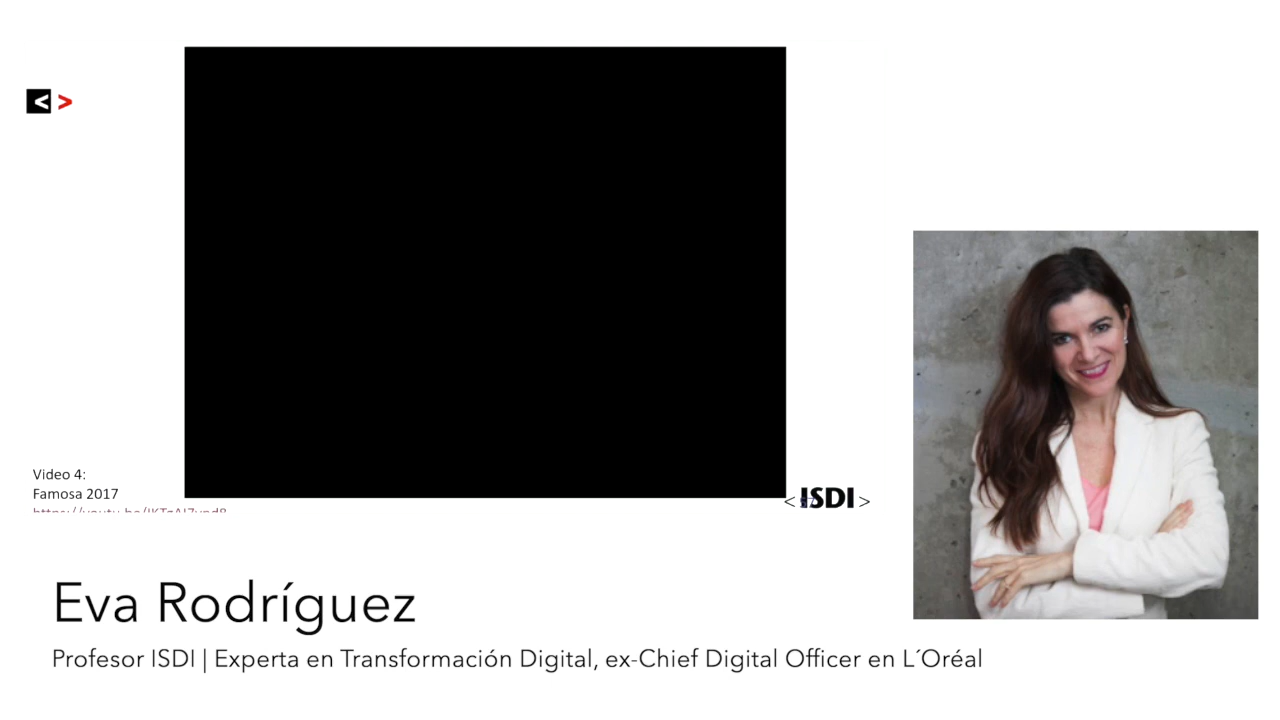 < >
Video 4:
Famosa 2017
< ISDI >
Eva Rodríguez
Profesor ISDI | Experta en Transformación Digital, ex-Chief Digital Officer en L´Oréal